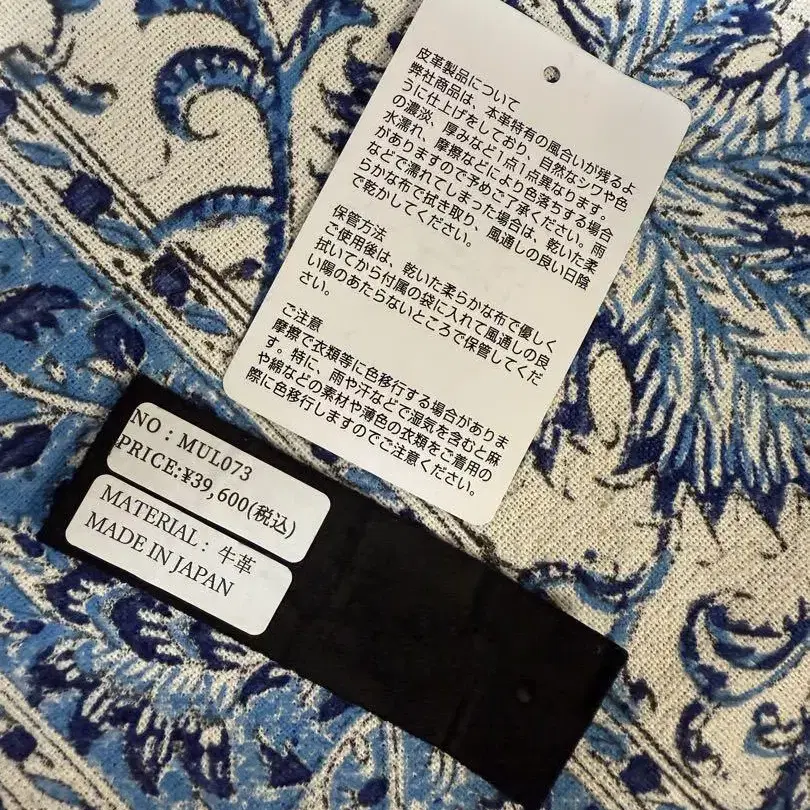 皮革製品について
弊社商品は、本革特有の風合いが残るよ
うに仕上げをしており、自然なシワや色
の濃淡、厚みなど1点1点異なります。
水濡れ、摩擦などにより色落ちする場合
がありますので予めご了承ください。雨
などで濡れてしまった場合は、乾いた柔
らかな布で拭き取り、風通しの良い日陰
で乾かしてください。
保管方法
ご使用後は、乾いた柔らかな布で優しく
拭いてから付属の袋に入れて風通しの良
い陽のあたらないところで保管してくだ
さい。
ご注意
摩擦で衣類等に色移行する場合がありま
す。特に、雨や汗などで湿気を含むと麻
や綿などの素材や薄色の衣類をご着用の
際に色移行しますのでご注意ください。
NO：MUL073
PRICE:¥39,600(税込)
MATERIAL：牛革
MADE IN JAPAN